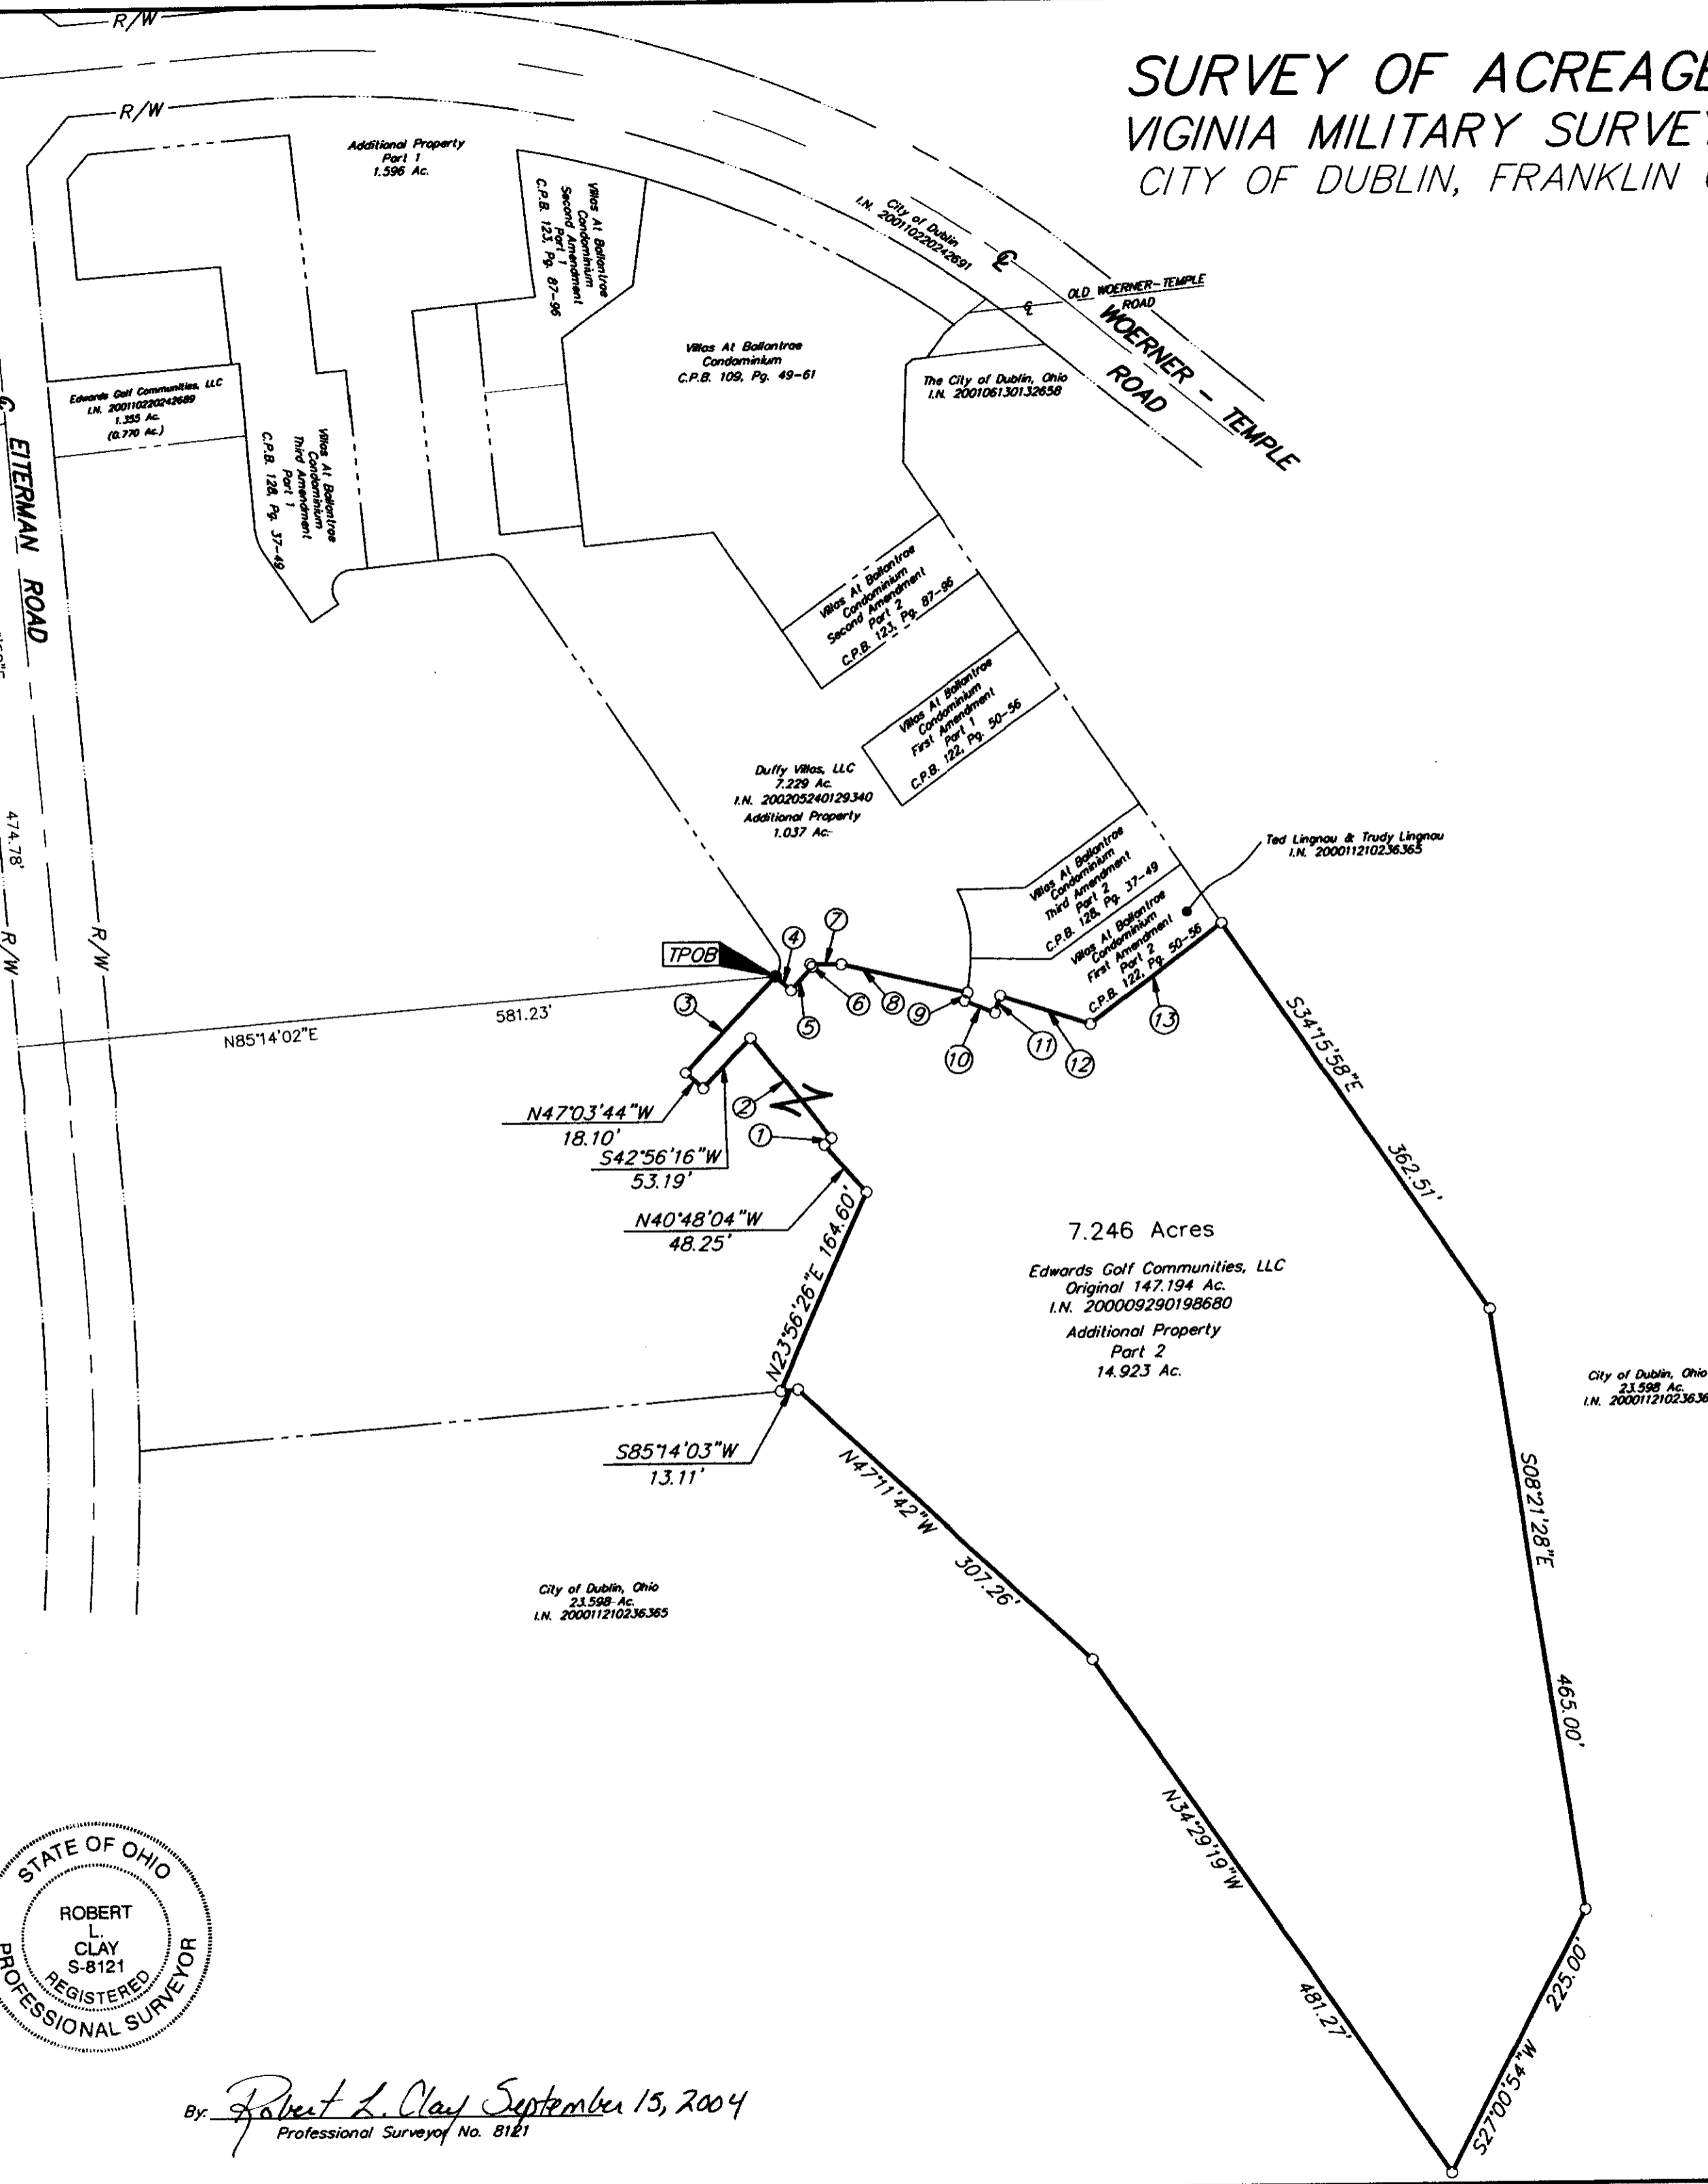 SURVEY OF ACREAGE
VIGINIA MILITARY SURVEY
CITY OF DUBLIN, FRANKLIN
R/W
R/W
Additional Property
Part 1
1.596 Ac.
Villas At Ballantrae
Condominium
Second Amendment
Part 1
C.P.B. 123, Pg. 87-96
City of Dublin
I.N. 200110220242691
℄
OLD WOERNER-TEMPLE
ROAD
℄
WOERNER - TEMPLE
ROAD
Villas At Ballantrae
Condominium
C.P.B. 109, Pg. 49-61
The City of Dublin, Ohio
I.N. 200106130132658
Edwards Golf Communities, LLC
I.N. 200110220242689
1.355 Ac.
(0.770 Ac.)
℄
EITERMAN ROAD
Villas At Ballantrae
Condominium
Third Amendment
Part 1
C.P.B. 128, Pg. 37-49
Villas At Ballantrae
Condominium
Second Amendment
Part 2
C.P.B. 123, Pg. 87-96
Villas At Ballantrae
Condominium
First Amendment
Part 1
C.P.B. 122, Pg. 50-56
Duffy Villas, LLC
7.229 Ac.
I.N. 200205240129340
Additional Property
1.037 Ac.
474.78'
R/W
R/W
Ted Lingnau & Trudy Lingnau
I.N. 200011210236365
Villas At Ballantrae
Condominium
Third Amendment
Part 2
C.P.B. 128, Pg. 37-49
Villas At Ballantrae
Condominium
First Amendment
Part 2
C.P.B. 122, Pg. 50-56
TPOB
4
7
3
5
6
8
9
10
11
12
13
N85°14'02"E
581.23'
S34°15'58"E
362.51'
N47°03'44"W
18.10'
2
1
S42°56'16"W
53.19'
N40°48'04"W
48.25'
N23°56'26"E 164.60'
7.246 Acres
Edwards Golf Communities, LLC
Original 147.194 Ac.
I.N. 200009290198680
Additional Property
Part 2
14.923 Ac.
City of Dublin, Ohio
23.598 Ac.
I.N. 20001121023636
S85°14'03"W
13.11'
N47°11'42"W
307.26'
S08°21'28"E
465.00'
City of Dublin, Ohio
23.598 Ac.
I.N. 200011210236365
N34°29'19"W
481.27'
225.00'
S27°00'54"W
STATE OF OHIO
ROBERT
L.
CLAY
S-8121
REGISTERED
PROFESSIONAL SURVEYOR
By: Robert L. Clay September 15, 2004
Professional Surveyor No. 8121